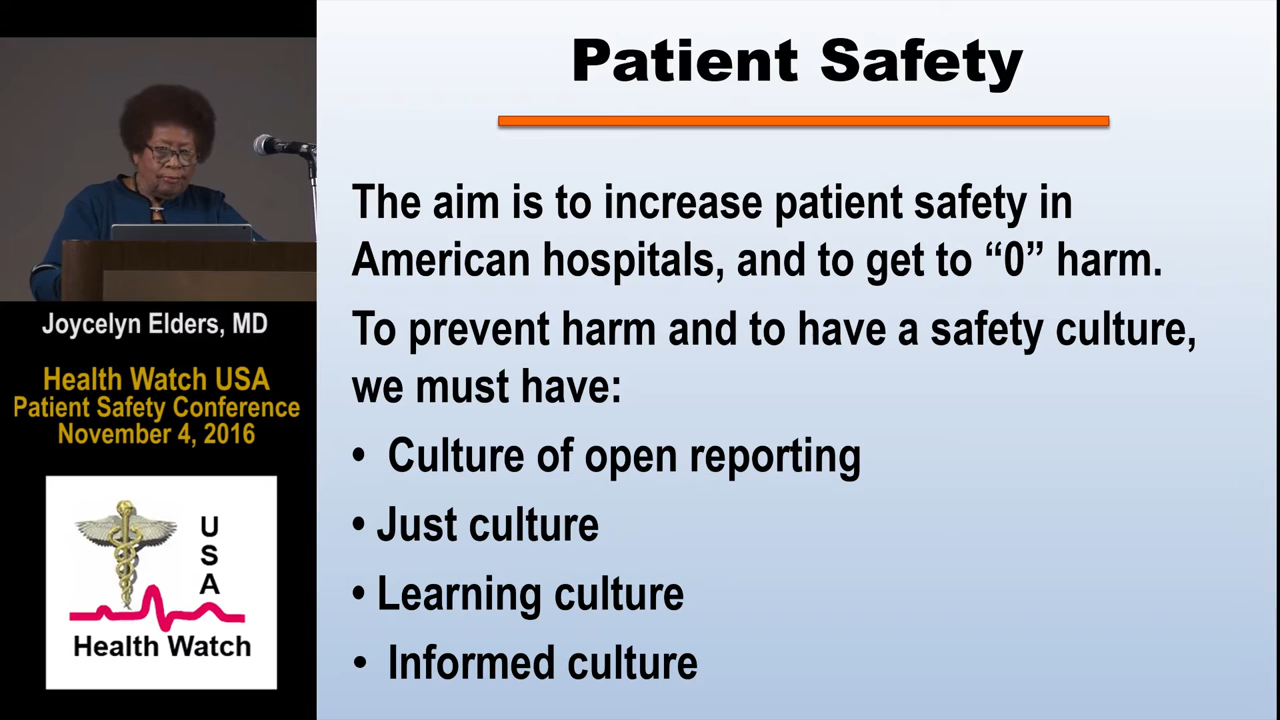 Patient Safety
The aim is to increase patient safety in
American hospitals, and to get to “0” harm.
To prevent harm and to have a safety culture,
we must have:
• Culture of open reporting
• Just culture
• Learning culture
• Informed culture
Joycelyn Elders, MD
Health Watch USA
Patient Safety Conference
November 4, 2016
U
S
A
Health Watch